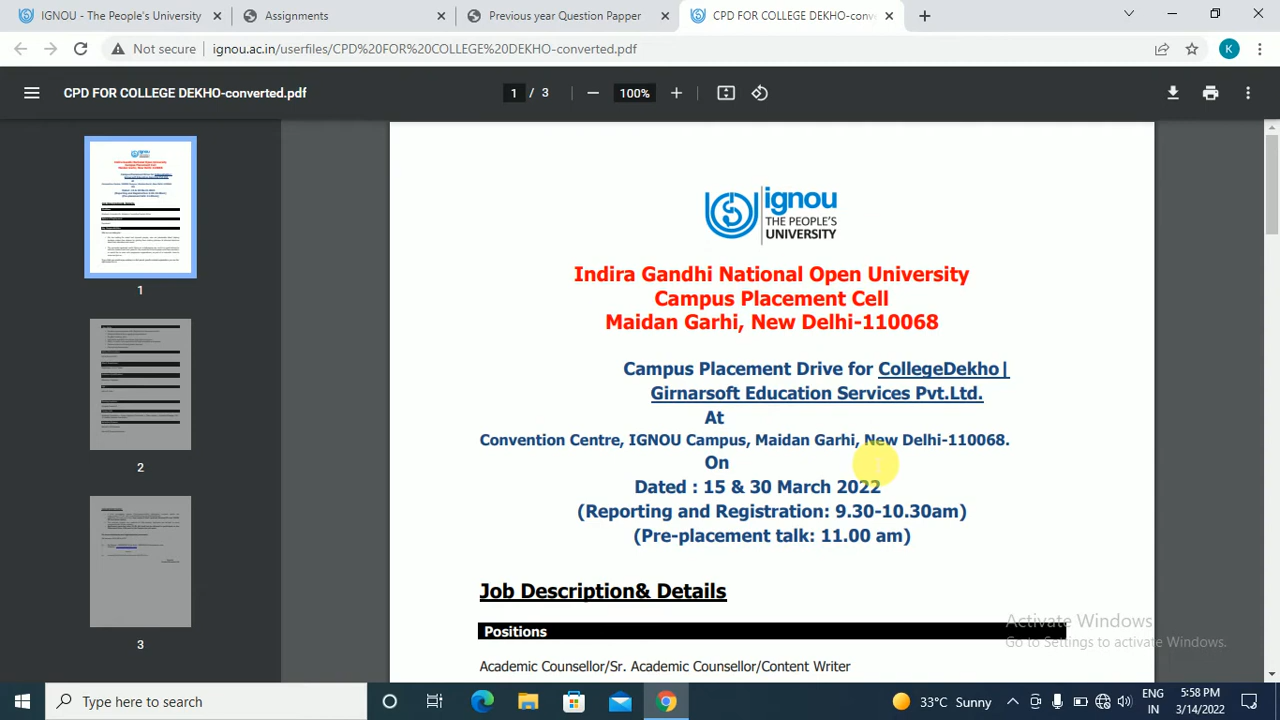 IGNOU - The People's University
Assignments
Previous year Question Papper
CPD FOR COLLEGE DEKHO-conv
Not secure
ignou.ac.in/userfiles/CPD%20FOR%20COLLEGE%20DEKHO-converted.pdf
K
CPD FOR COLLEGE DEKHO-converted.pdf
1 / 3
100%
1
2
3
ignou
THE PEOPLE'S
UNIVERSITY
Indira Gandhi National Open University
Campus Placement Cell
Maidan Garhi, New Delhi-110068
Campus Placement Drive for CollegeDekho|
Girnarsoft Education Services Pvt.Ltd.
At
Convention Centre, IGNOU Campus, Maidan Garhi, New Delhi-110068.
On
Dated : 15 & 30 March 2022
(Reporting and Registration: 9.30-10.30am)
(Pre-placement talk: 11.00 am)
Job Description& Details
Positions
Academic Counsellor/Sr. Academic Counsellor/Content Writer
Activate Windows
Go to Settings to activate Windows.
Type here to search
33°C Sunny
ENG
IN
5:58 PM
3/14/2022